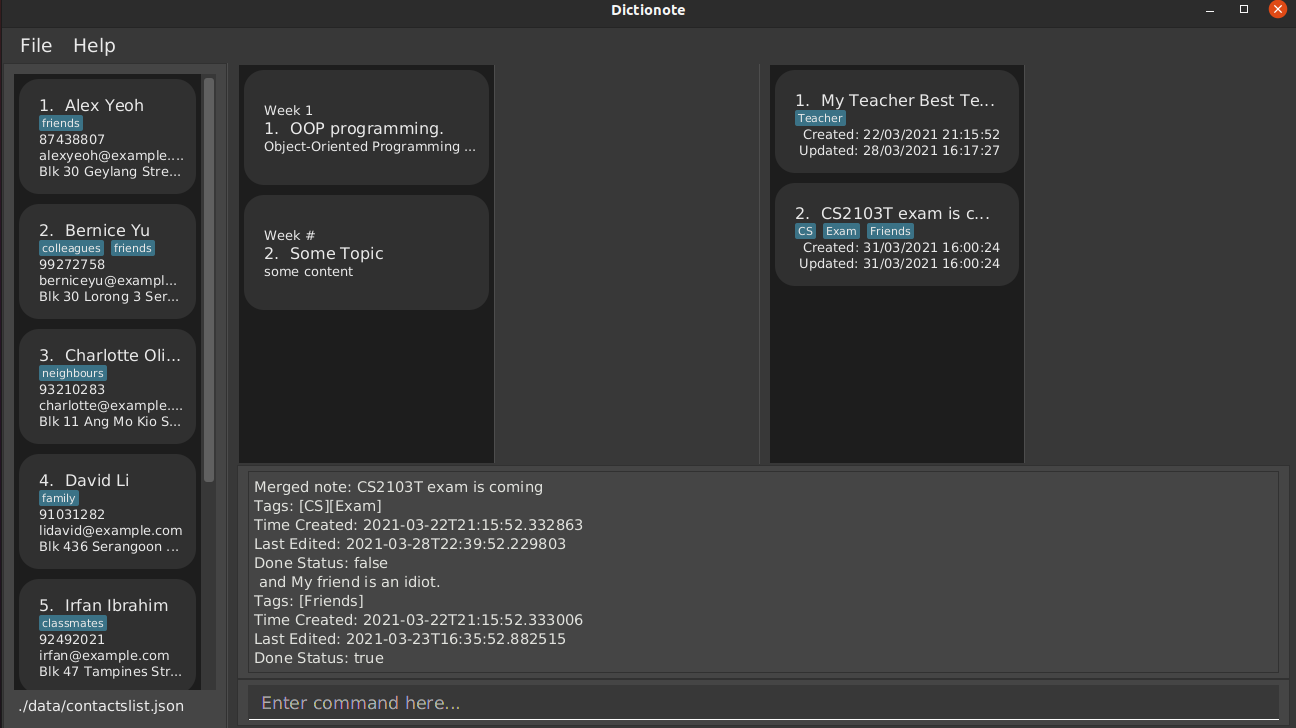 Dictionote
File Help
1. Alex Yeoh
friends
87438807
alexyeoh@example....
Blk 30 Geylang Stre...
2. Bernice Yu
colleagues friends
99272758
berniceyu@exampl...
Blk 30 Lorong 3 Ser...
3. Charlotte Oli...
neighbours
93210283
charlotte@example....
Blk 11 Ang Mo Kio S...
4. David Li
family
91031282
lidavid@example.com
Blk 436 Serangoon ...
5. Irfan Ibrahim
classmates
92492021
irfan@example.com
Blk 47 Tampines Str...
./data/contactslist.json
Week 1
1. OOP programming.
Object-Oriented Programming ...
Week #
2. Some Topic
some content
1. My Teacher Best Te...
Teacher
Created: 22/03/2021 21:15:52
Updated: 28/03/2021 16:17:27
2. CS2103T exam is c...
CS Exam Friends
Created: 31/03/2021 16:00:24
Updated: 31/03/2021 16:00:24
Merged note: CS2103T exam is coming
Tags: [CS][Exam]
Time Created: 2021-03-22T21:15:52.332863
Last Edited: 2021-03-28T22:39:52.229803
Done Status: false
and My friend is an idiot.
Tags: [Friends]
Time Created: 2021-03-22T21:15:52.333006
Last Edited: 2021-03-23T16:35:52.882515
Done Status: true
Enter command here...